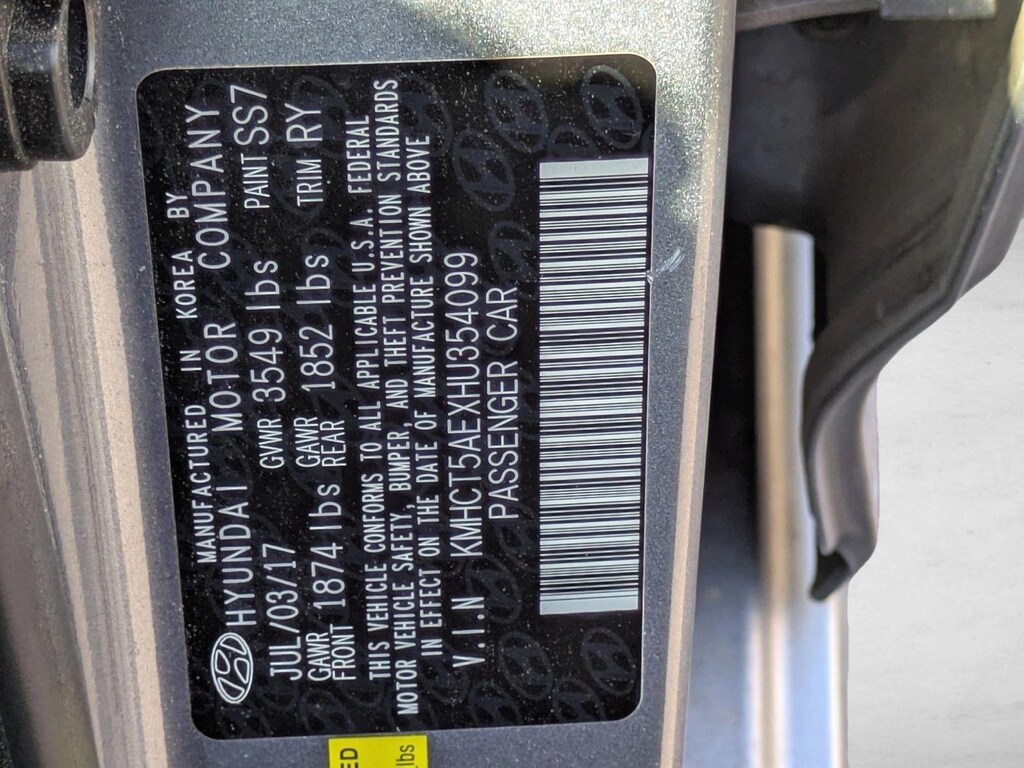 MANUFACTURED IN KOREA BY
HYUNDAI MOTOR COMPANY
JUL/03/17 GVWR 3549 lbs PAINT SS7
GAWR FRONT 1874 lbs GAWR REAR 1852 lbs TRIM RY
THIS VEHICLE CONFORMS TO ALL APPLICABLE U.S.A. FEDERAL
MOTOR VEHICLE SAFETY, BUMPER, AND THEFT PREVENTION STANDARDS
IN EFFECT ON THE DATE OF MANUFACTURE SHOWN ABOVE
V.I.N KMHCT5AEXHU354099
PASSENGER CAR
ED
lbs